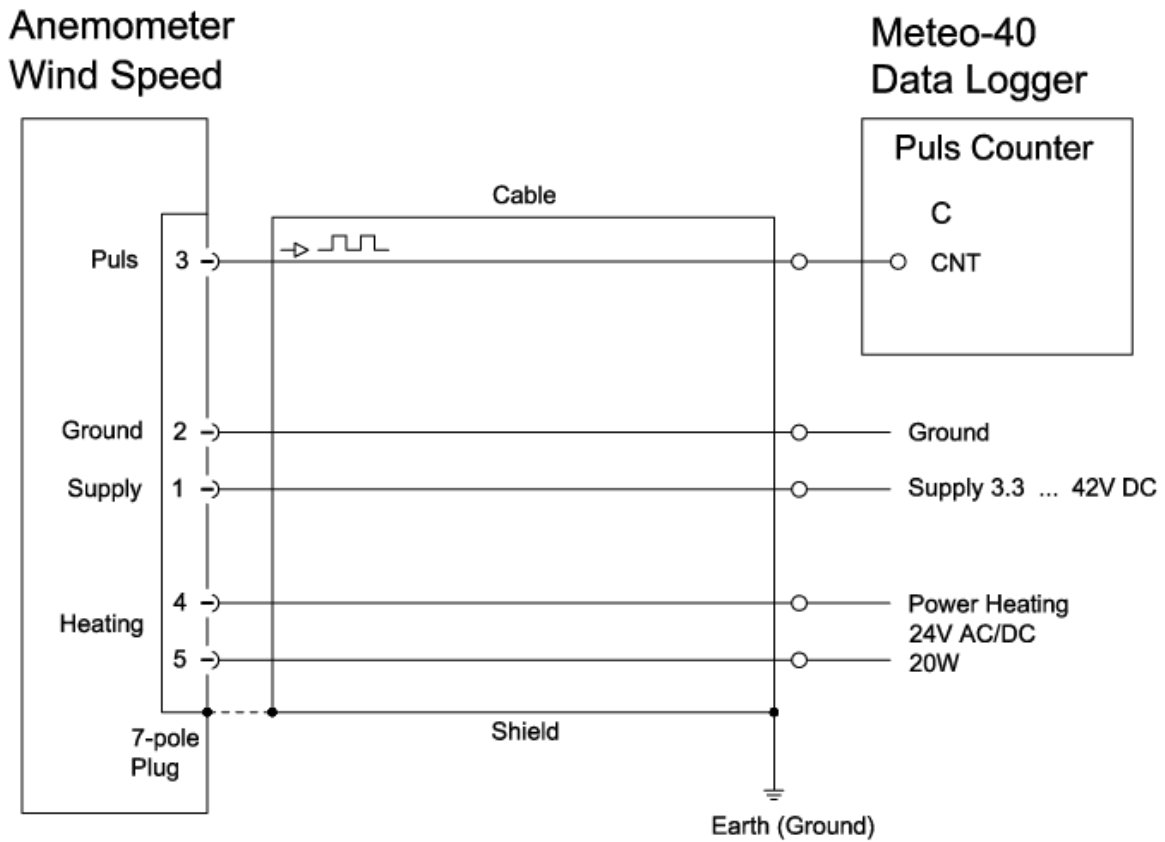 Anemometer
Wind Speed
Meteo-40
Data Logger
Puls Counter
C
CNT
Cable
Puls 3
Ground 2
Ground
Supply 1
Supply 3.3 ... 42V DC
Heating
4
5
Power Heating
24V AC/DC
20W
7-pole
Plug
Shield
Earth (Ground)